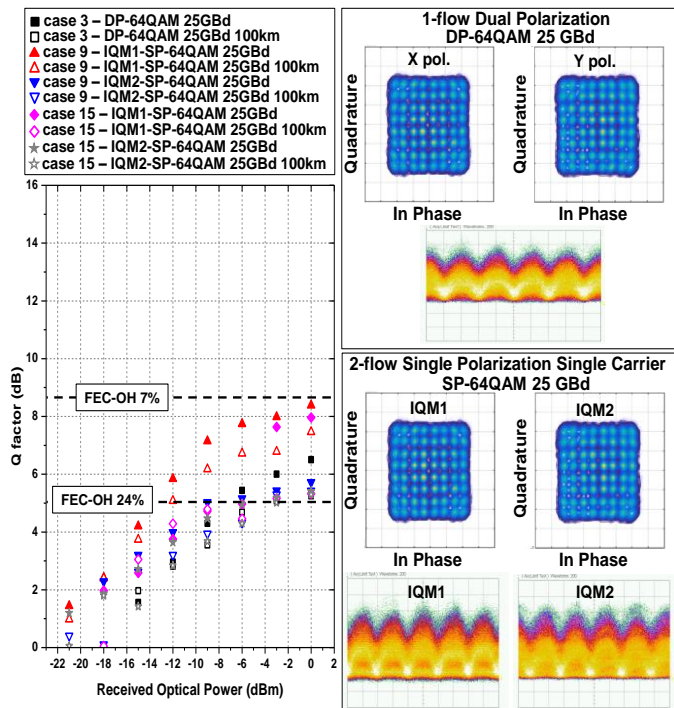 case 3 – DP-64QAM 25GBd
case 3 – DP-64QAM 25GBd 100km
case 9 – IQM1-SP-64QAM 25GBd
case 9 – IQM1-SP-64QAM 25GBd 100km
case 9 – IQM2-SP-64QAM 25GBd
case 9 – IQM2-SP-64QAM 25GBd 100km
case 15 – IQM1-SP-64QAM 25GBd
case 15 – IQM1-SP-64QAM 25GBd 100km
case 15 – IQM2-SP-64QAM 25GBd
case 15 – IQM2-SP-64QAM 25GBd 100km
16
14
12
10
8
6
4
2
0
Q factor (dB)
FEC-OH 7%
FEC-OH 24%
-22 -20 -18 -16 -14 -12 -10 -8 -6 -4 -2 0 2
Received Optical Power (dBm)
1-flow Dual Polarization
DP-64QAM 25 GBd
X pol.
Y pol.
Quadrature
Quadrature
In Phase
In Phase
2-flow Single Polarization Single Carrier
SP-64QAM 25 GBd
IQM1
IQM2
Quadrature
Quadrature
In Phase
In Phase
IQM1
IQM2